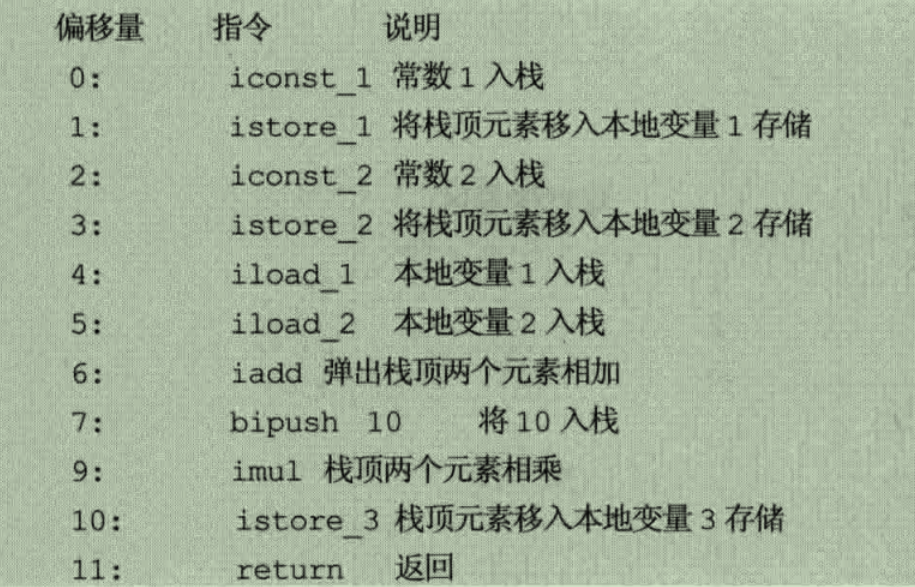 偏移量 指令 说明
0: iconst_1 常数1入栈
1: istore_1 将栈顶元素移入本地变量1存储
2: iconst_2 常数2入栈
3: istore_2 将栈顶元素移入本地变量2存储
4: iload_1 本地变量1入栈
5: iload_2 本地变量2入栈
6: iadd 弹出栈顶两个元素相加
7: bipush 10 将10入栈
9: imul 栈顶两个元素相乘
10: istore_3 栈顶元素移入本地变量3存储
11: return 返回